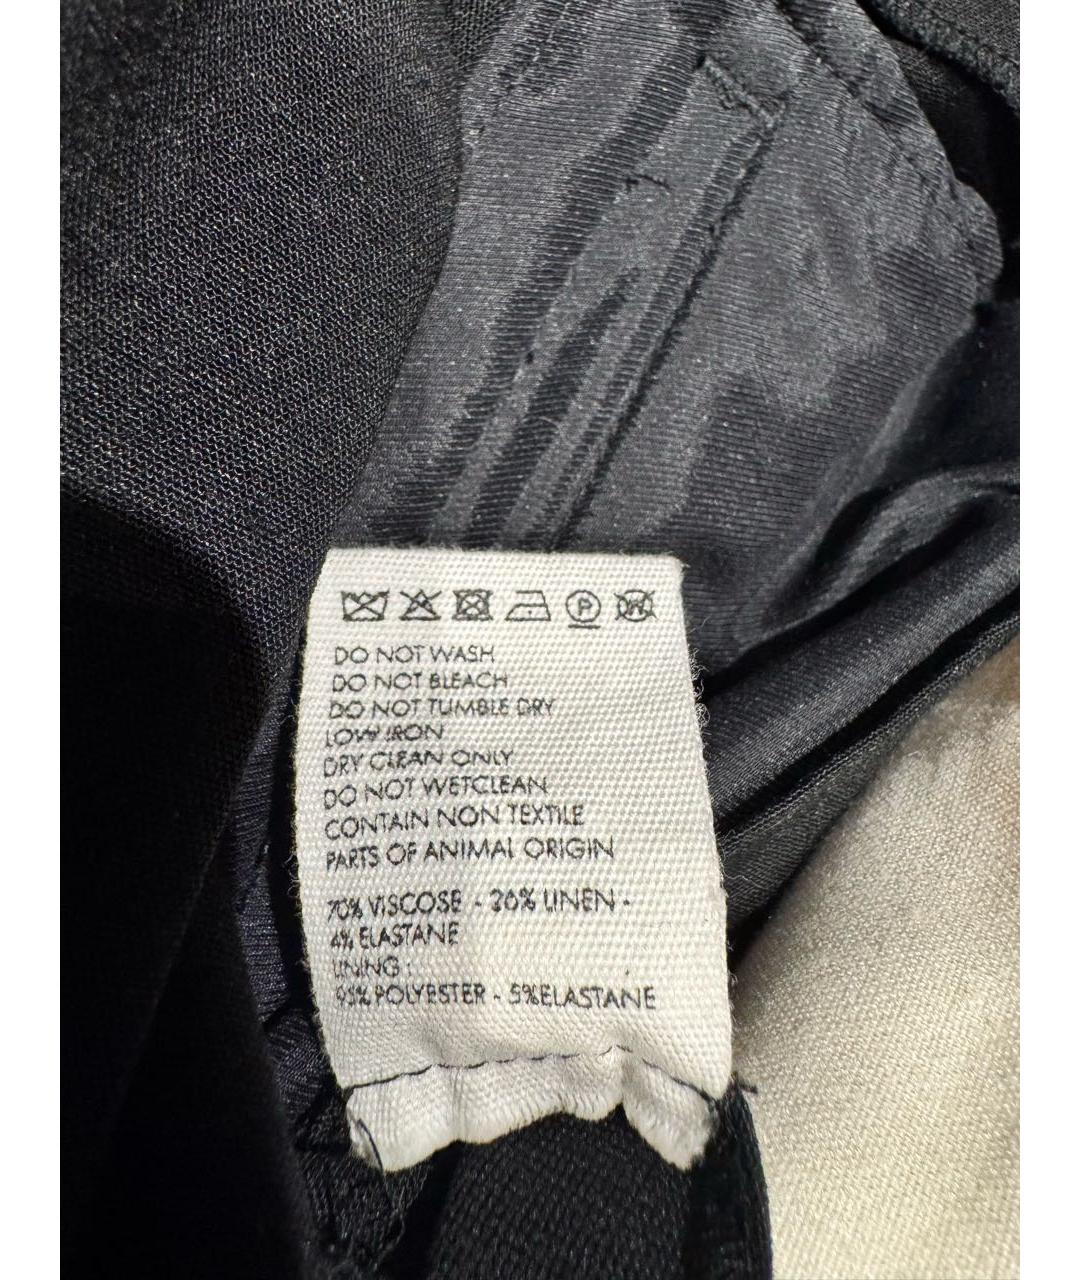 P W
DO NOT WASH
DO NOT BLEACH
DO NOT TUMBLE DRY
LOW IRON
DRY CLEAN ONLY
DO NOT WETCLEAN
CONTAIN NON TEXTILE
PARTS OF ANIMAL ORIGIN
70% VISCOSE - 26% LINEN -
4% ELASTANE
LINING :
95% POLYESTER - 5% ELASTANE